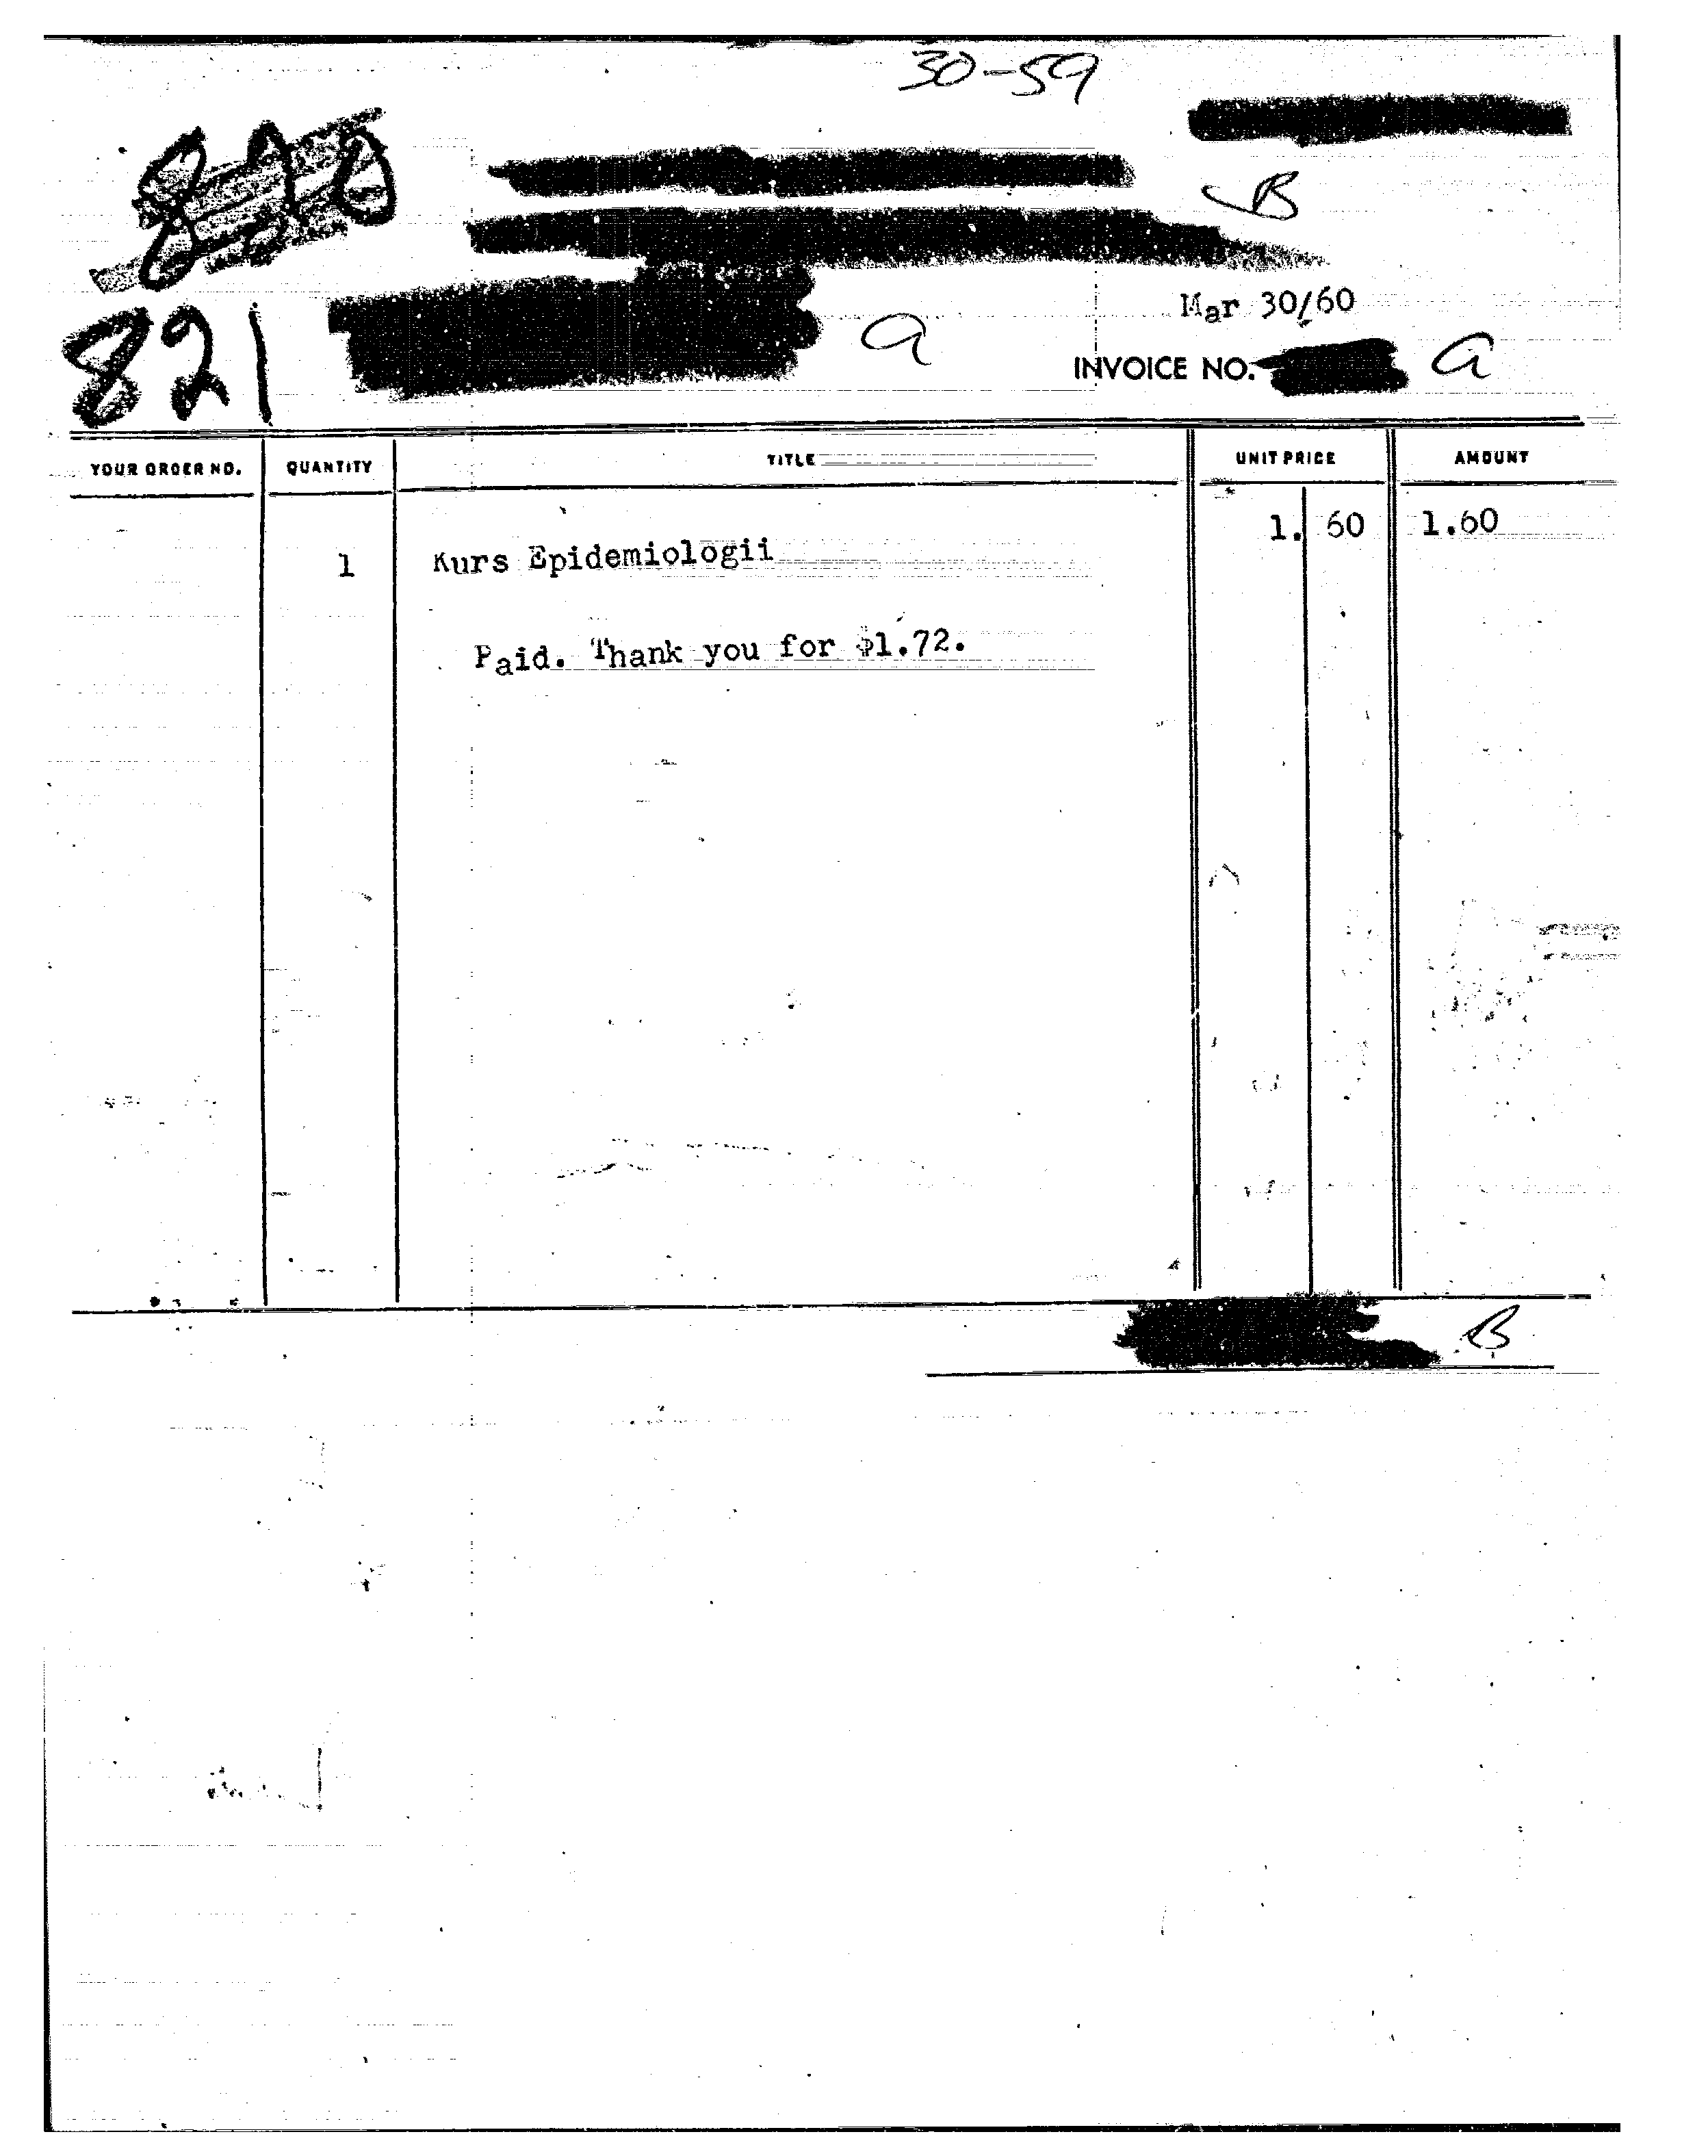 30-59
B
821
Mar 30/60
a
INVOICE NO. a
YOUR ORDER NO. QUANTITY TITLE UNIT PRICE AMOUNT
1 Kurs Epidemiologii 1. 60 1.60
Paid. Thank you for $1.72.
B